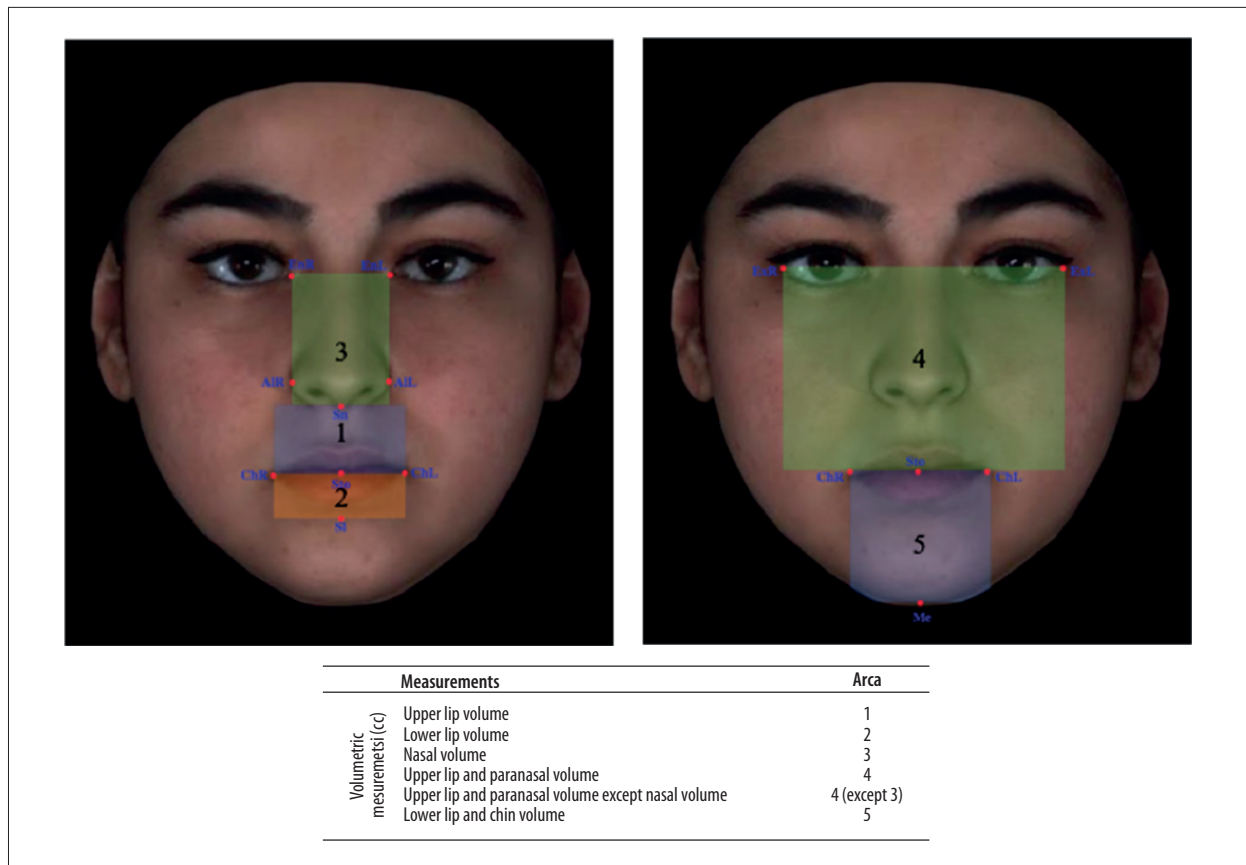 EnR EnL
3
AlR AlL
Sn
1
ChR ChL
Sto
2
Si
ExR ExL
4
Sto
ChR ChL
5
Me
Measurements Arca
Volumetric
mesuremetsi (cc)
Upper lip volume 1
Lower lip volume 2
Nasal volume 3
Upper lip and paranasal volume 4
Upper lip and paranasal volume except nasal volume 4 (except 3)
Lower lip and chin volume 5